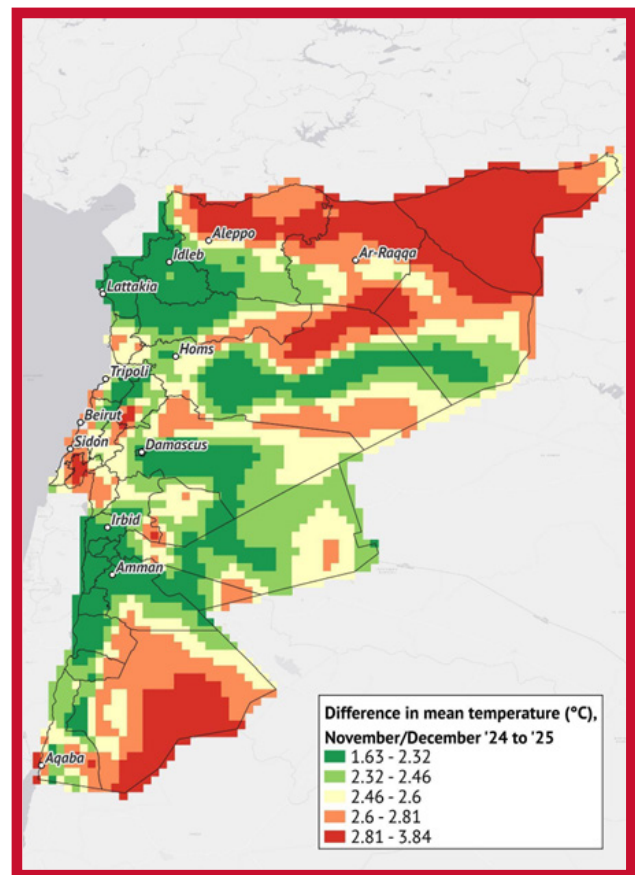 Aleppo
Idleb
Ar-Raqqa
Lattakia
Homs
Tripoli
Beirut
Sidon
Damascus
Irbid
Amman
Aqaba
Difference in mean temperature (°C),
November/December '24 to '25
1.63 - 2.32
2.32 - 2.46
2.46 - 2.6
2.6 - 2.81
2.81 - 3.84